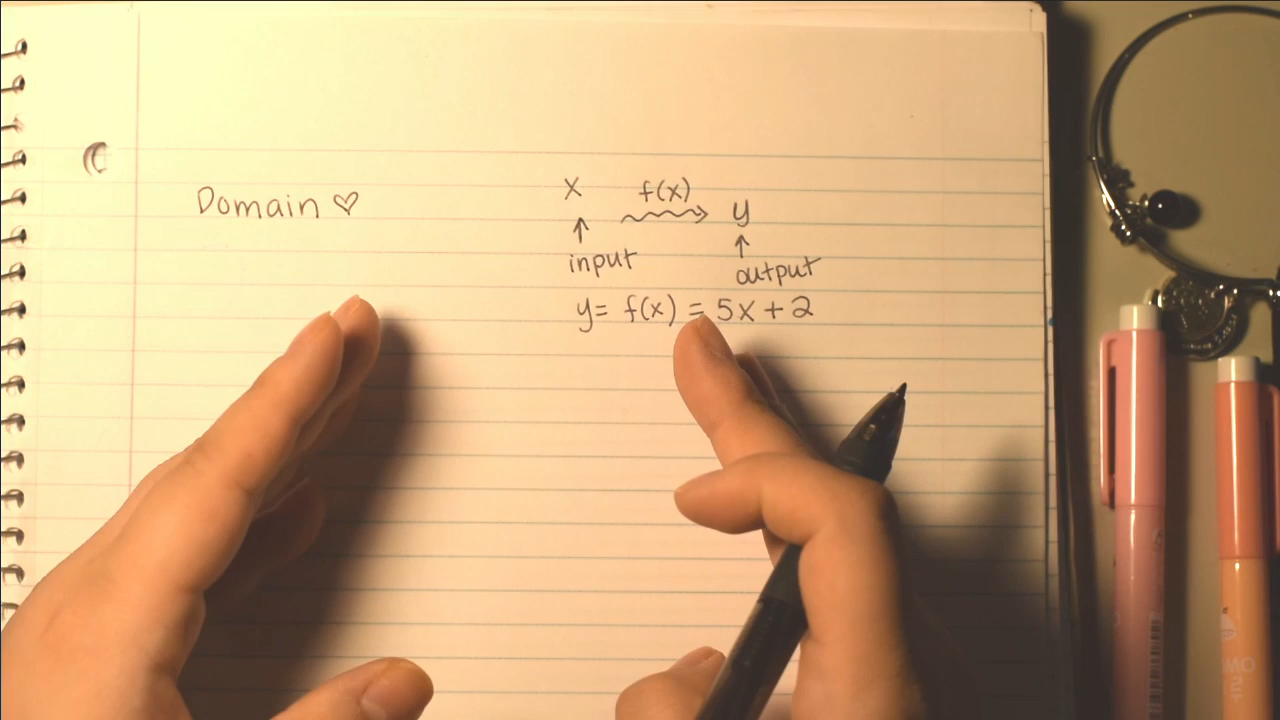 Domain ♡
x f(x) y
↑ ↑
input output
y= f(x) = 5x+2